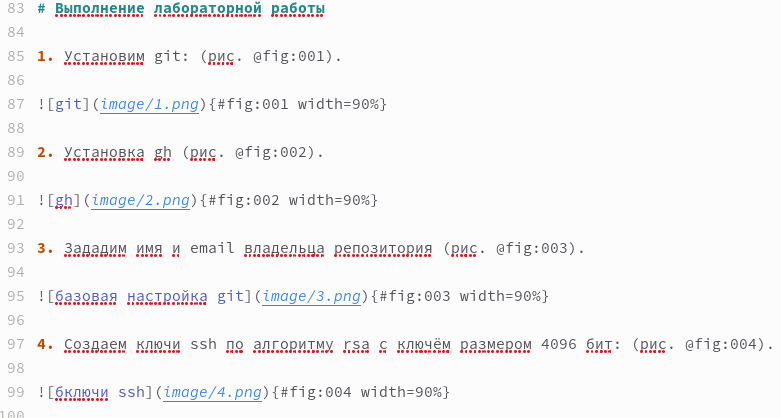 83 # Выполнение лабораторной работы
84
85 1. Установим git: (рис. @fig:001).
86
87 ![git](image/1.png){#fig:001 width=90%}
88
89 2. Установка gh (рис. @fig:002).
90
91 ![gh](image/2.png){#fig:002 width=90%}
92
93 3. Зададим имя и email владельца репозитория (рис. @fig:003).
94
95 ![базовая настройка git](image/3.png){#fig:003 width=90%}
96
97 4. Создаем ключи ssh по алгоритму rsa с ключём размером 4096 бит: (рис. @fig:004).
98
99 ![бключи ssh](image/4.png){#fig:004 width=90%}
100